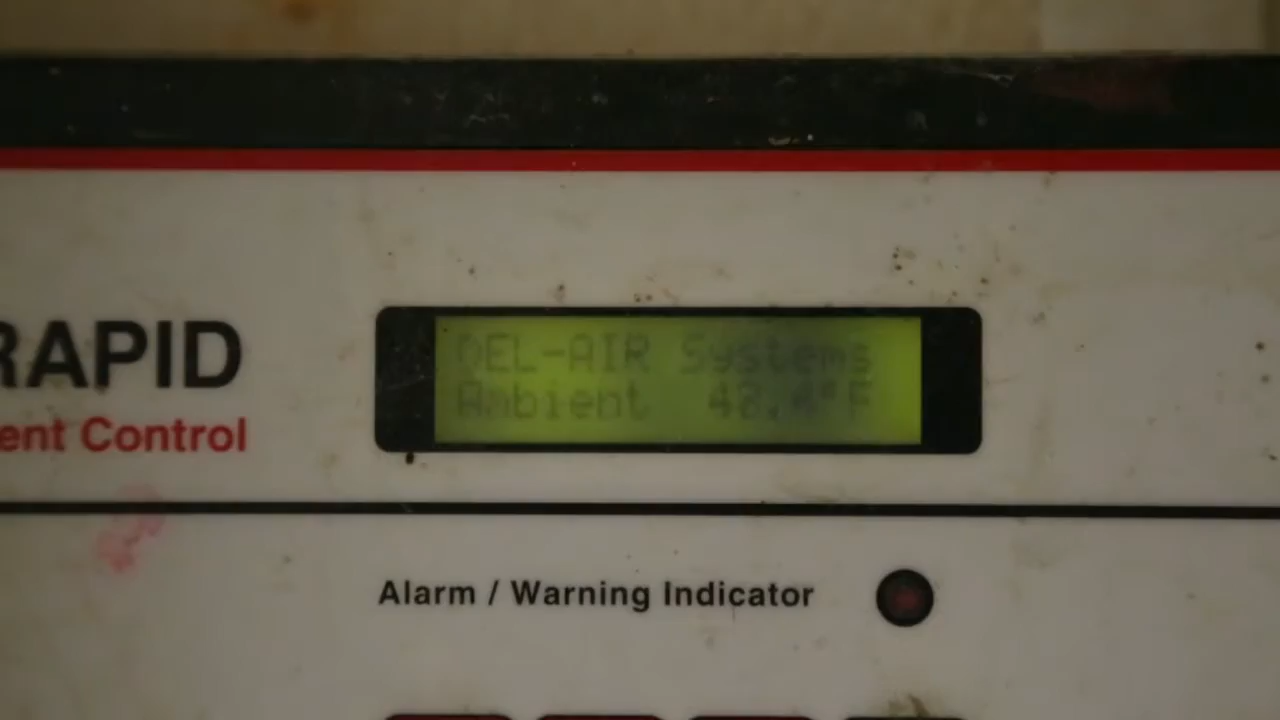 RAPID
ent Control
DEL-AIR Systems
Ambient 42.4°F
Alarm / Warning Indicator